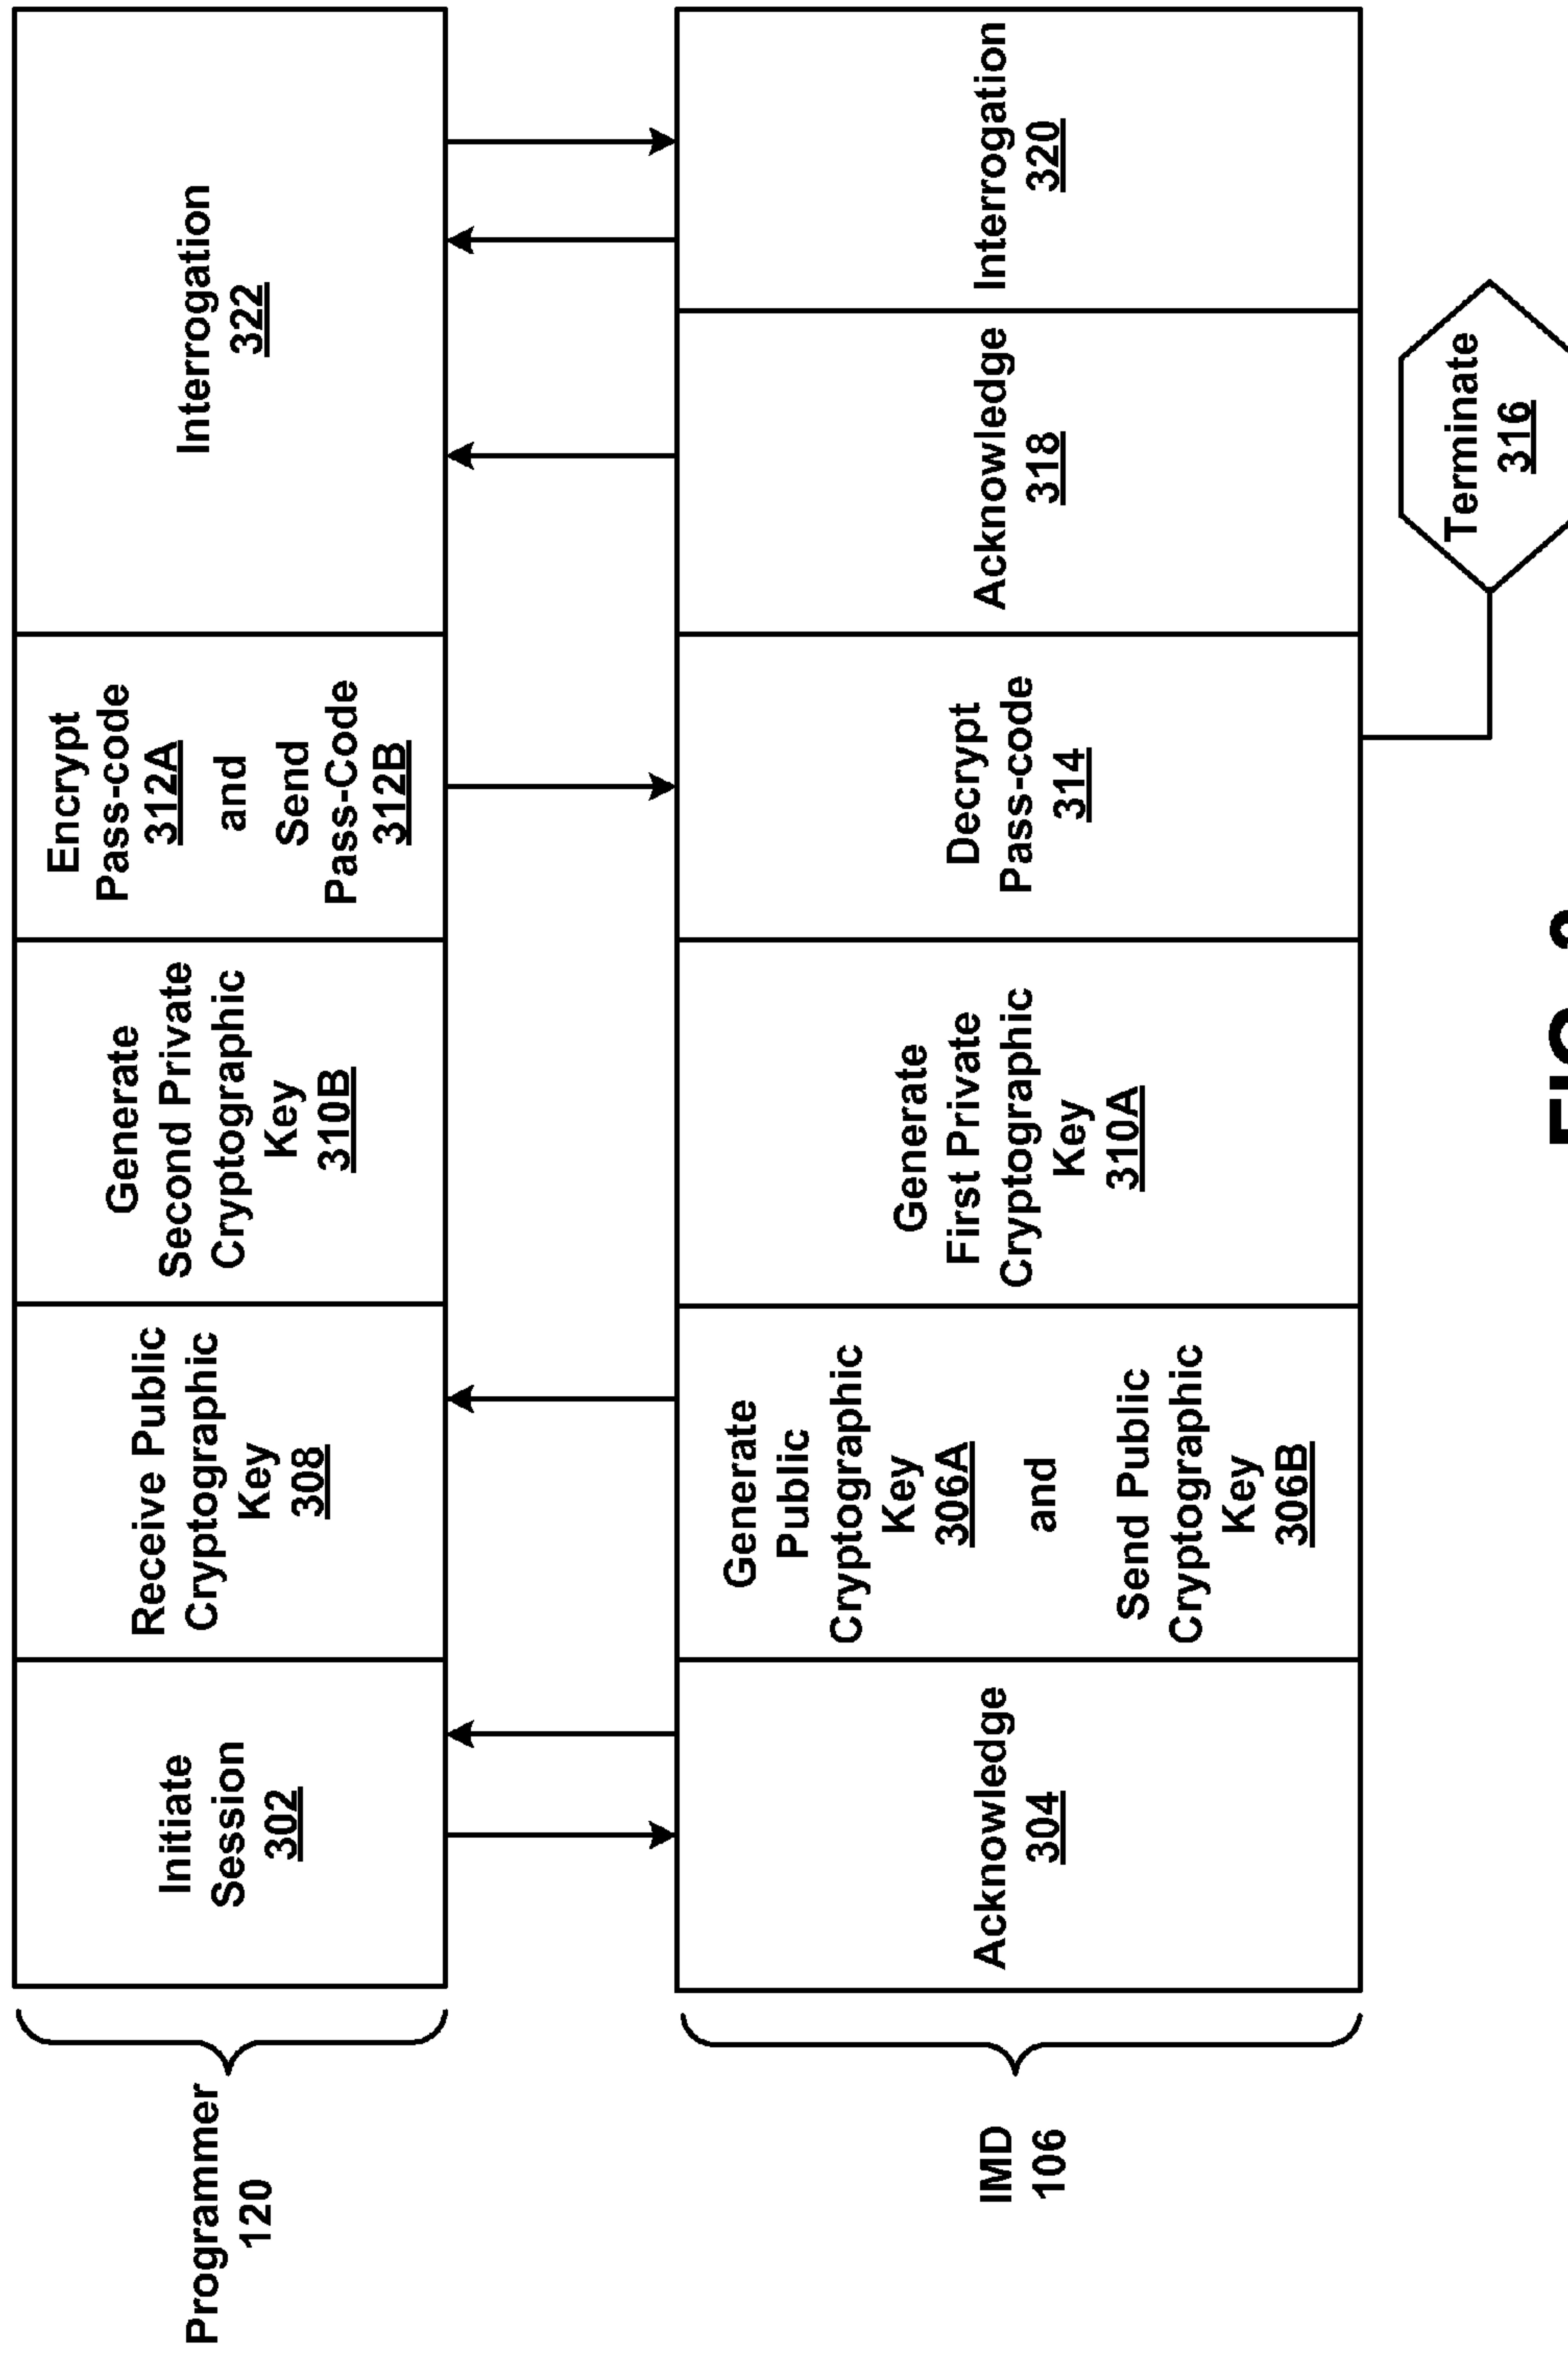 Programmer
120
Initiate
Session
302
Receive Public
Cryptographic
Key
308
Generate
Second Private
Cryptographic
Key
310B
Encrypt
Pass-code
312A
and
Send
Pass-Code
312B
Interrogation
322
IMD
106
Acknowledge
304
Generate
Public
Cryptographic
Key
306A
and
Send Public
Cryptographic
Key
306B
Generate
First Private
Cryptographic
Key
310A
Decrypt
Pass-code
314
Acknowledge
318
Interrogation
320
Terminate
316